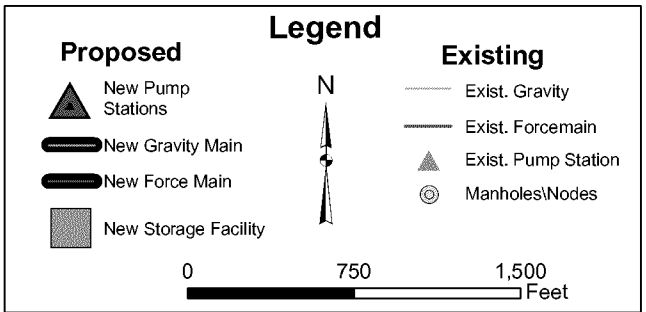 Legend
Proposed
New Pump
Stations
New Gravity Main
New Force Main
New Storage Facility
N
Existing
Exist. Gravity
Exist. Forcemain
Exist. Pump Station
Manholes\Nodes
0 750 1,500
Feet